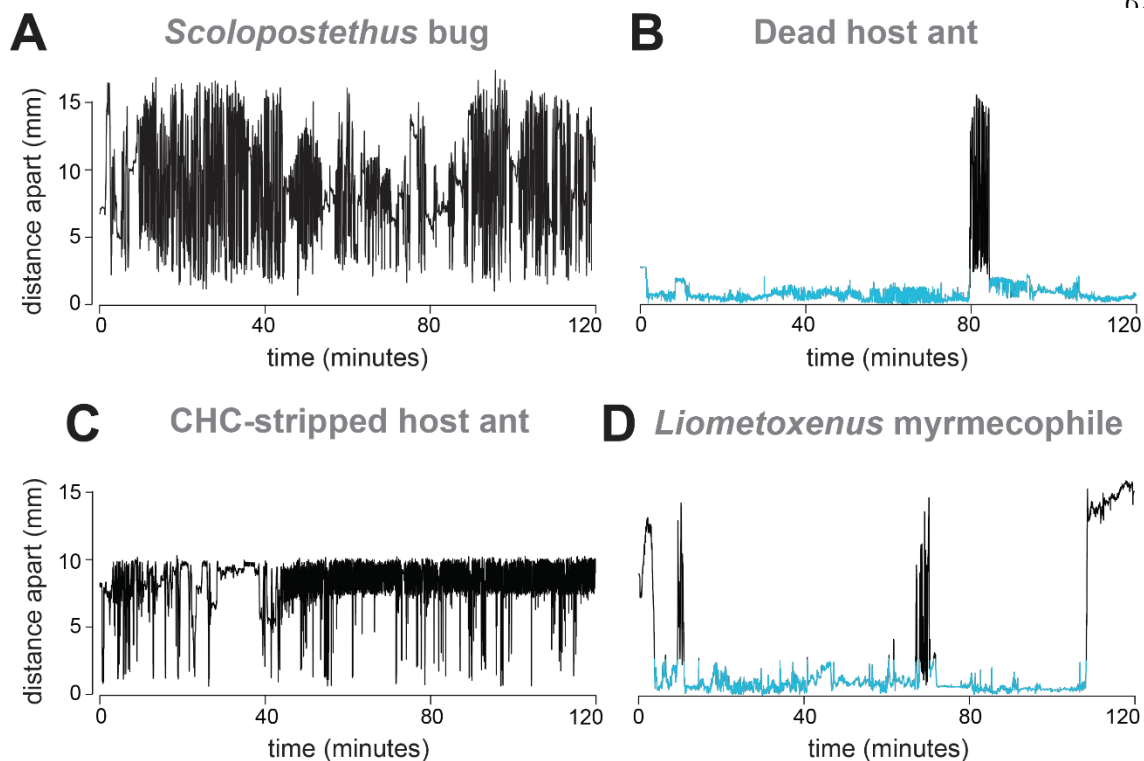 A Scolopostethus bug
distance apart (mm)
15
10
5
0
0 40 80 120
time (minutes)
B Dead host ant
0 40 80 120
time (minutes)
C CHC-stripped host ant
distance apart (mm)
15
10
5
0
0 40 80 120
time (minutes)
D Liometoxenus myrmecophile
0 40 80 120
time (minutes)